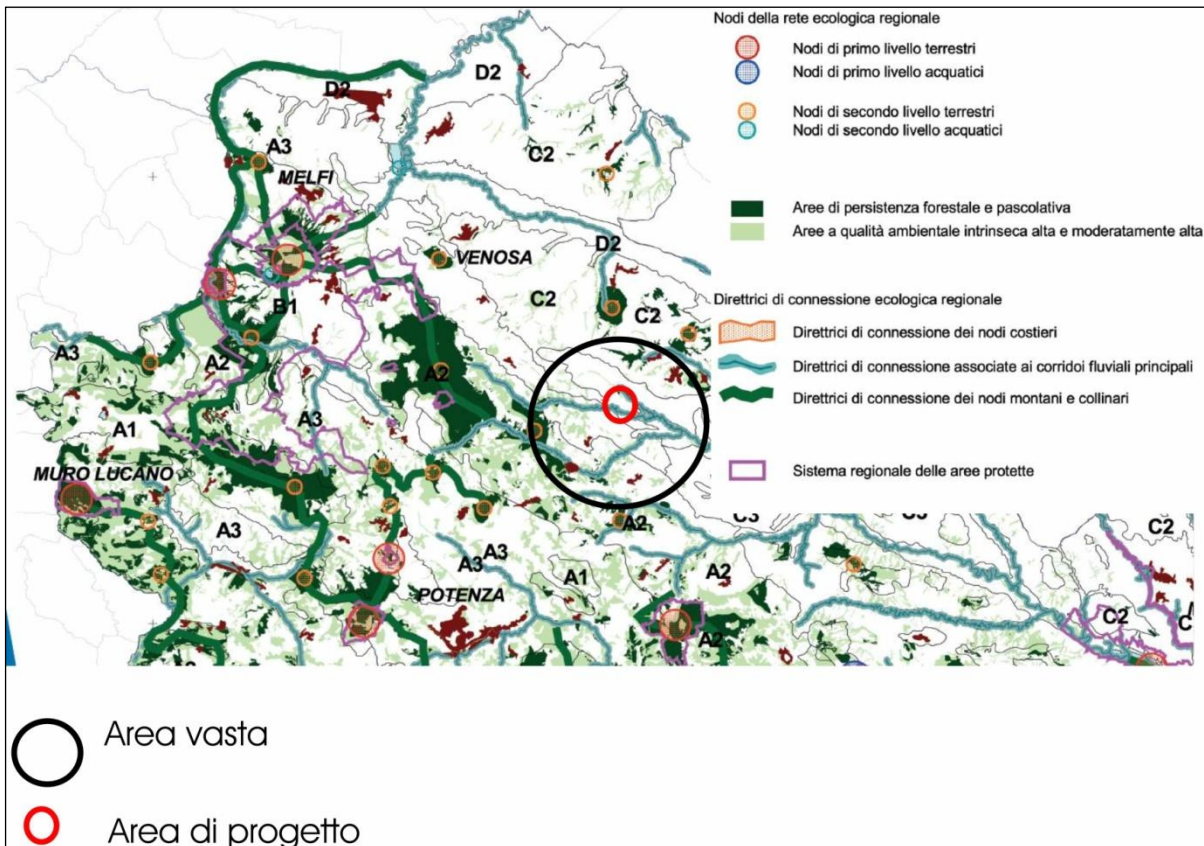 Nodi della rete ecologica regionale
Nodi di primo livello terrestri
Nodi di primo livello acquatici
Nodi di secondo livello terrestri
Nodi di secondo livello acquatici
Aree di persistenza forestale e pascolativa
Aree a qualità ambientale intrinseca alta e moderatamente alta
Direttrici di connessione ecologica regionale
Direttrici di connessione dei nodi costieri
Direttrici di connessione associate ai corridoi fluviali principali
Direttrici di connessione dei nodi montani e collinari
Sistema regionale delle aree protette
D2
D2
A3
C2
MELFI
D2
VENOSA
C2
B1
C2
A3
A2
A2
A3
A1
MURO LUCANO
A2
C3
A3
A3
A3
A1
A2
POTENZA
C2
C2
A2
Area vasta
Area di progetto